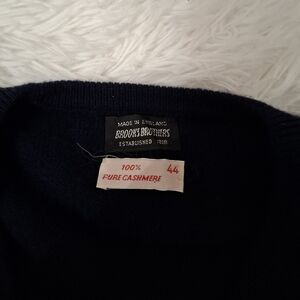 MADE IN ENGLAND
BROOKS BROTHERS
ESTABLISHED 1818
100%
44
PURE CASHMERE